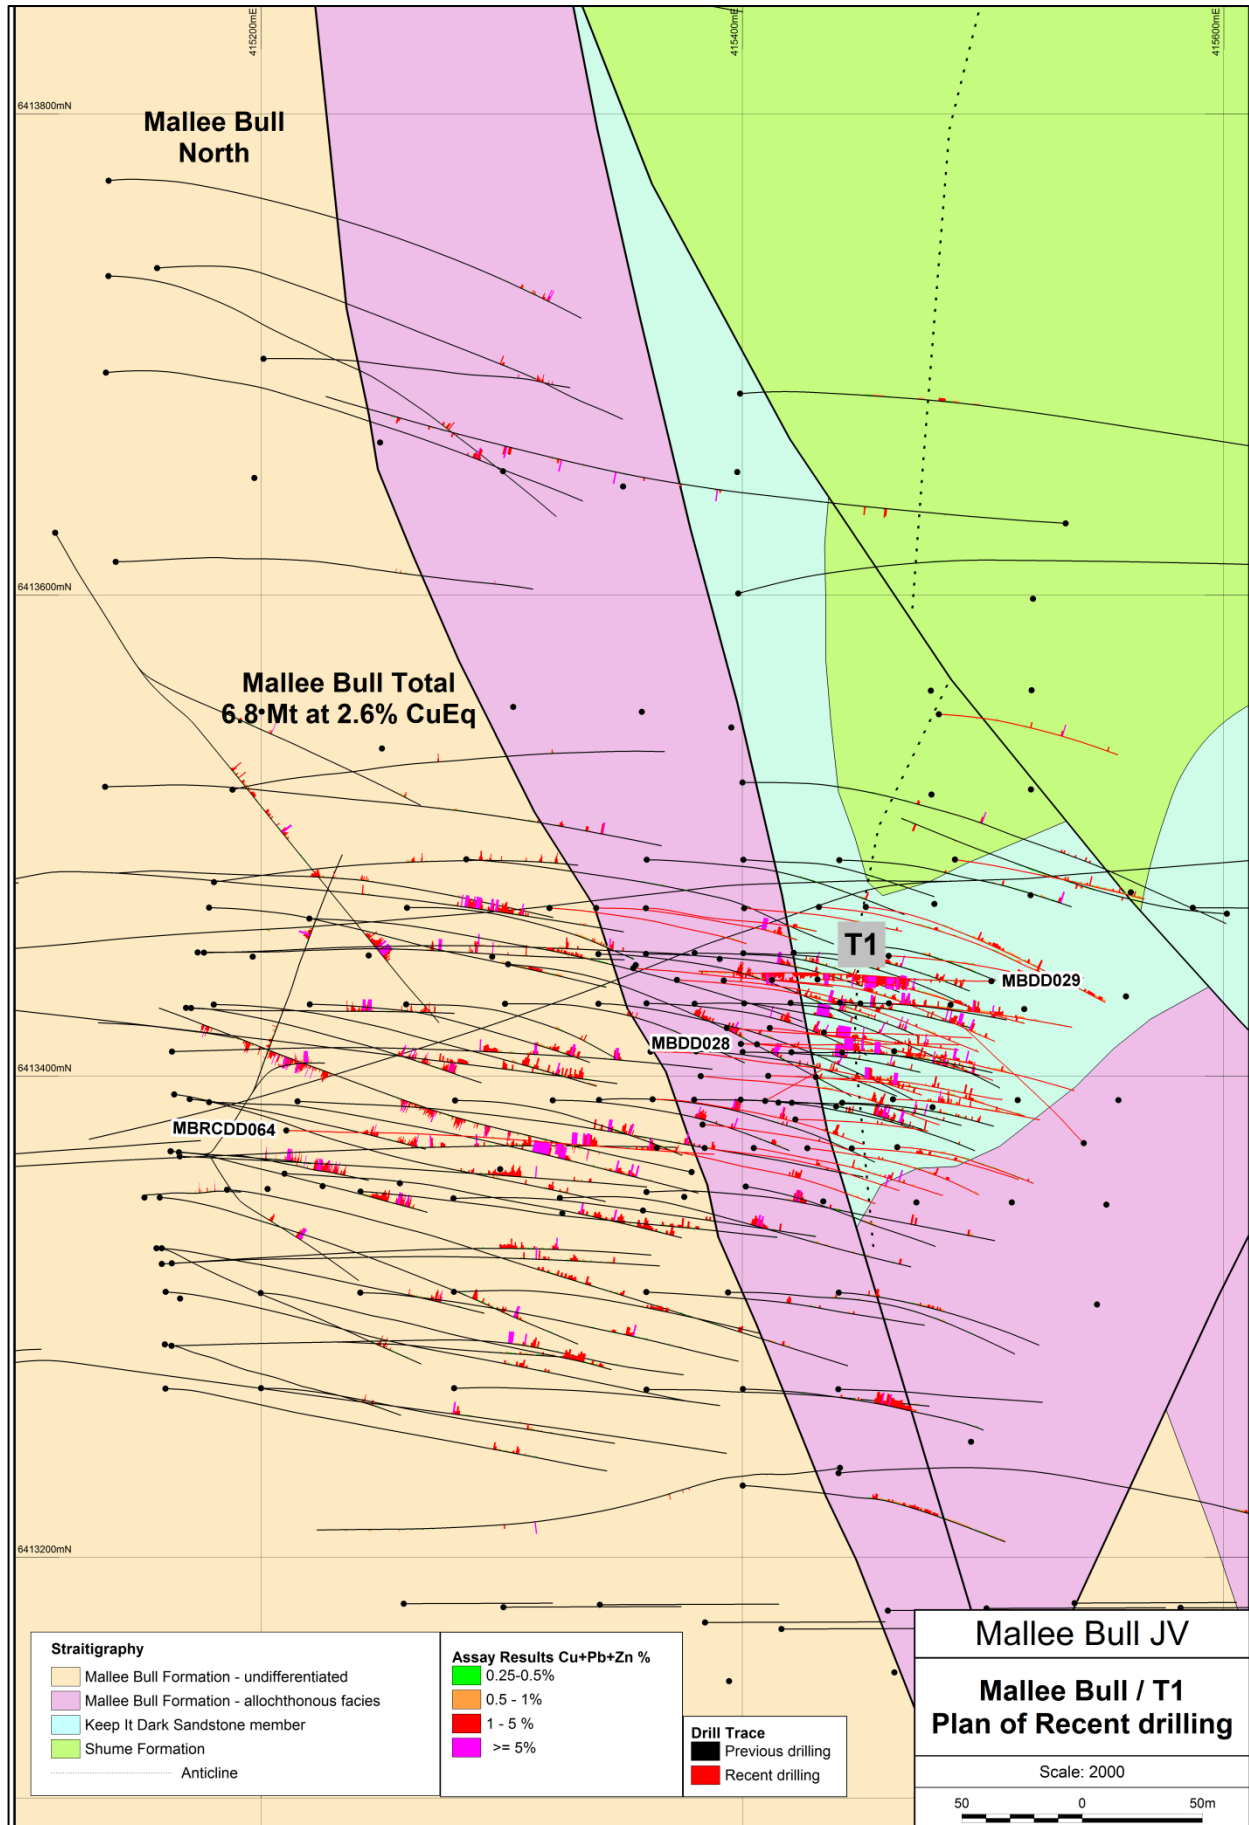 415200mE
415400mE
415600mE
6413800mN
Mallee Bull
North
6413600mN
Mallee Bull Total
6.8 Mt at 2.6% CuEq
T1
MBDD029
MBDD028
6413400mN
MBRCDD064
6413200mN
Straitigraphy
Mallee Bull Formation - undifferentiated
Mallee Bull Formation - allochthonous facies
Keep It Dark Sandstone member
Shume Formation
Anticline
Assay Results Cu+Pb+Zn %
0.25-0.5%
0.5 - 1%
1 - 5 %
>= 5%
Drill Trace
Previous drilling
Recent drilling
Mallee Bull JV
Mallee Bull / T1
Plan of Recent drilling
Scale: 2000
50 0 50m